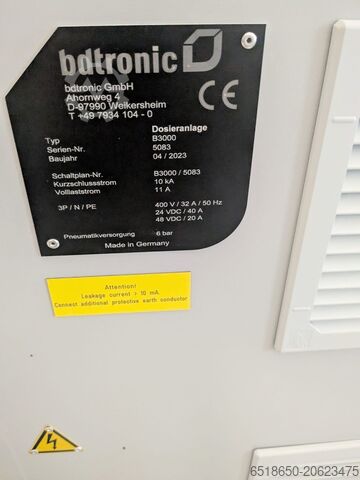 bdtronic
bdtronic GmbH
Ahornweg 4
D-97990 Weikersheim
T +49 7934 104 - 0
CE
Dosieranlage
Typ B3000
Serien-Nr. 5083
Baujahr 04 / 2023
Schaltplan-Nr. B3000 / 5083
Kurzschlussstrom 10 kA
Volllaststrom 11 A
3P / N / PE 400 V / 32 A / 50 Hz
24 VDC / 40 A
48 VDC / 20 A
Pneumatikversorgung 6 bar
Made in Germany
Attention!
Leakage current > 10 mA.
Connect additional protective earth conductor
6518650-20623475